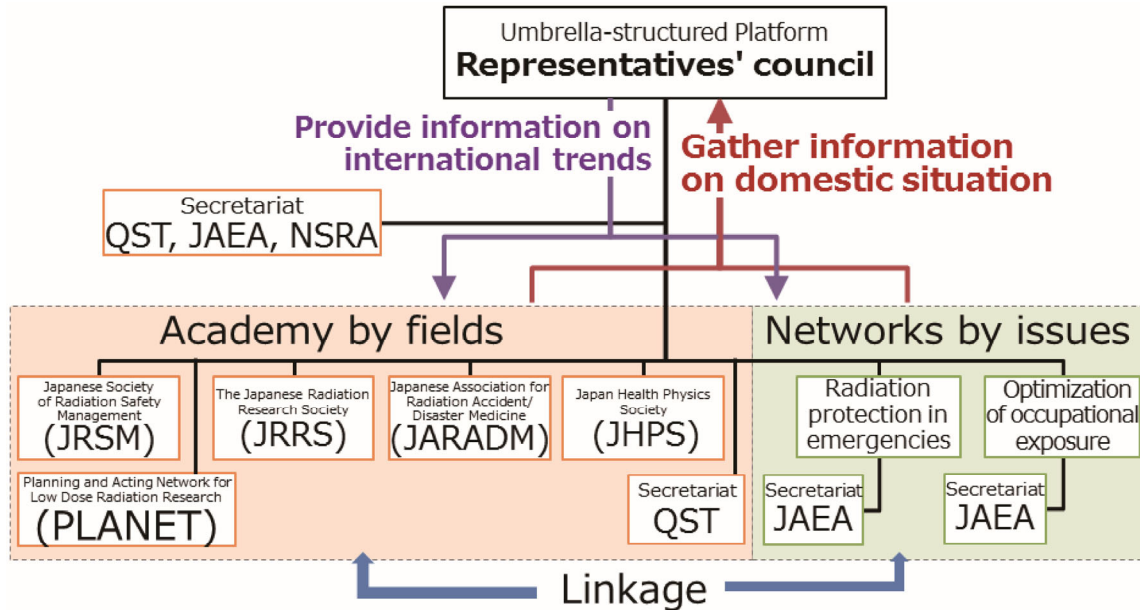 Umbrella-structured Platform
Representatives' council
Provide information on
international trends
Gather information
on domestic situation
Secretariat
QST, JAEA, NSRA
Academy by fields
Networks by issues
Japanese Society
of Radiation Safety
Management
(JRSM)
The Japanese Radiation
Research Society
(JRRS)
Japanese Association for
Radiation Accident/
Disaster Medicine
(JARADM)
Japan Health Physics
Society
(JHPS)
Radiation
protection in
emergencies
Optimization
of occupational
exposure
Planning and Acting Network for
Low Dose Radiation Research
(PLANET)
Secretariat
QST
Secretariat
JAEA
Secretariat
JAEA
Linkage